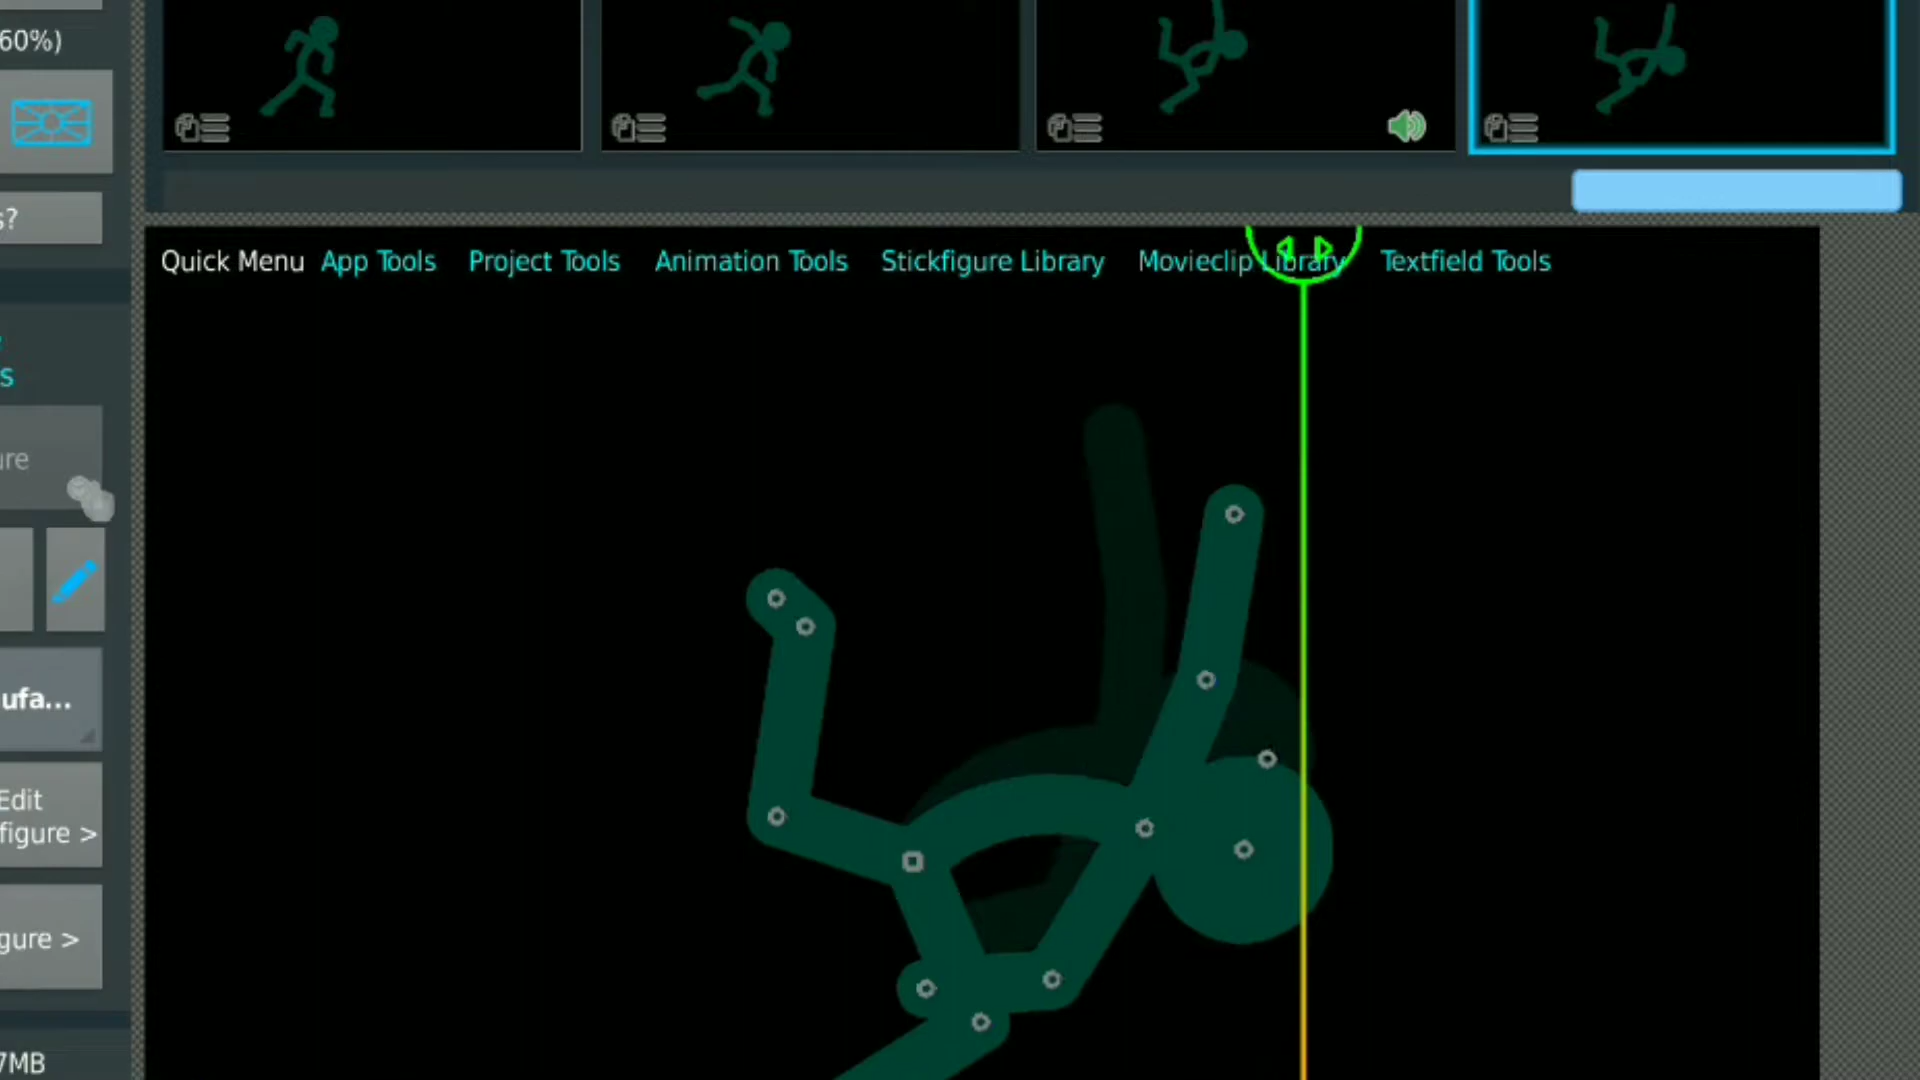 60%)
s?
Quick Menu App Tools Project Tools Animation Tools Stickfigure Library Movieclip Library Textfield Tools
s
ure
ufa...
Edit
figure >
gure >
7MB